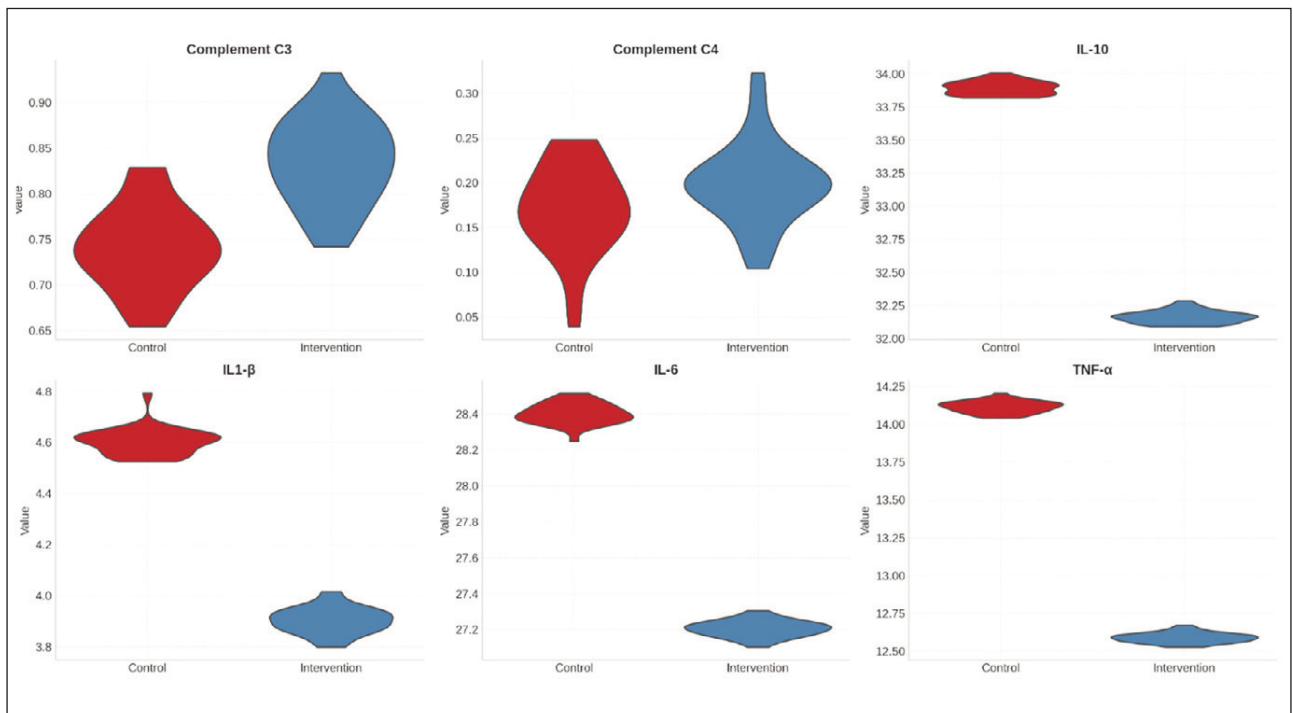 Complement C3
0.90
0.85
0.80
0.75
0.70
0.65
Value
Control
Intervention
Complement C4
0.30
0.25
0.20
0.15
0.10
0.05
Value
Control
Intervention
IL-10
34.00
33.75
33.50
33.25
33.00
32.75
32.50
32.25
32.00
Value
Control
Intervention
IL1-β
4.8
4.6
4.4
4.2
4.0
3.8
Value
Control
Intervention
IL-6
28.4
28.2
28.0
27.8
27.6
27.4
27.2
Value
Control
Intervention
TNF-α
14.25
14.00
13.75
13.50
13.25
13.00
12.75
12.50
Value
Control
Intervention